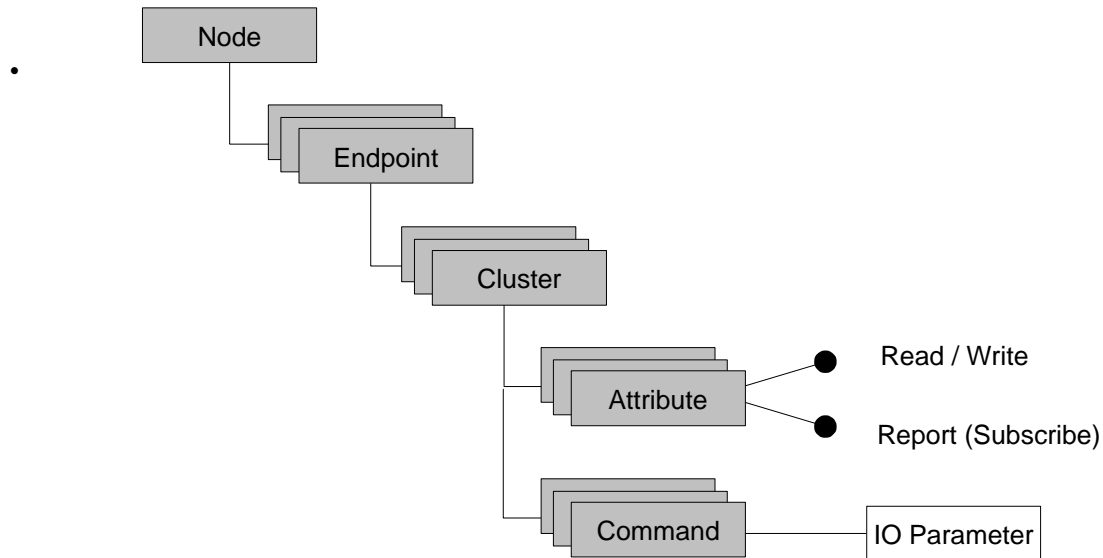 Node
•
Endpoint
Cluster
Read / Write
Attribute
Report (Subscribe)
Command
IO Parameter